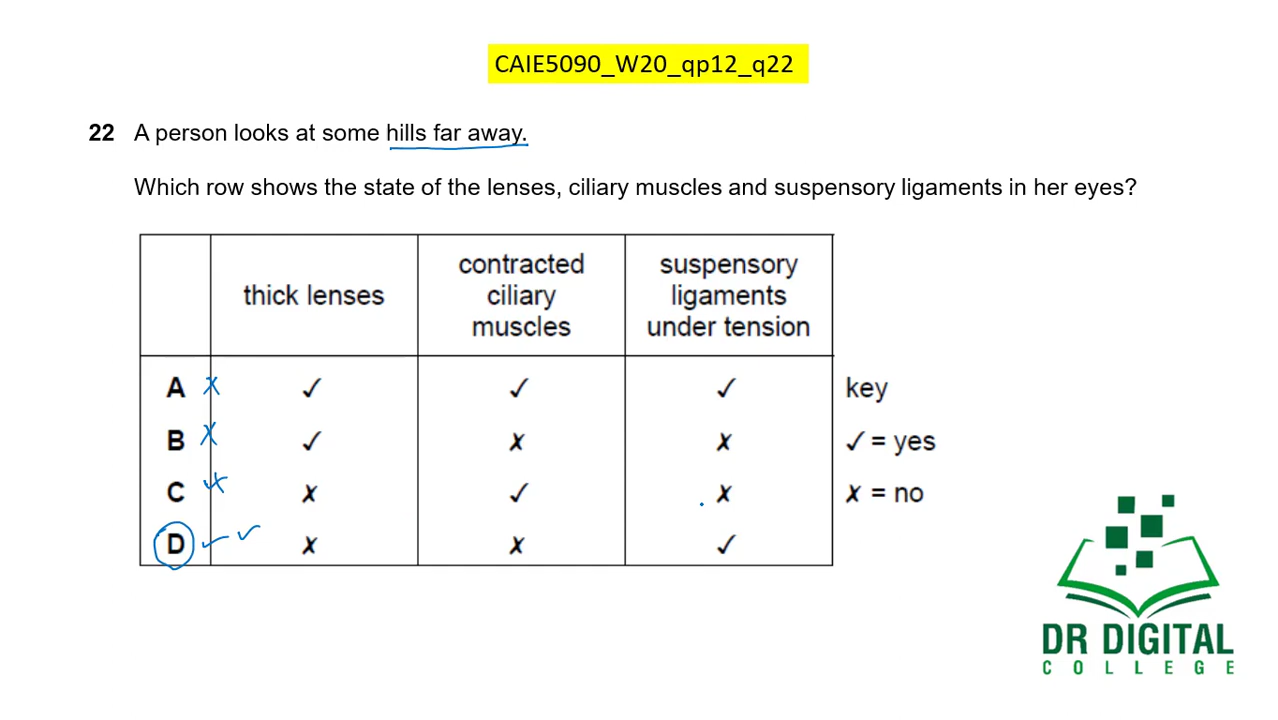 CAIE5090_W20_qp12_q22
22 A person looks at some hills far away.
Which row shows the state of the lenses, ciliary muscles and suspensory ligaments in her eyes?
thick lenses
contracted
ciliary
muscles
suspensory
ligaments
under tension
A ✗ ✓ ✓ ✓ key
B ✗ ✓ ✗ ✗ ✓ = yes
C ✗ ✗ ✓ ✗ ✗ = no
D ✓ ✓ ✗ ✗ ✓
DR DIGITAL
COLLEGE